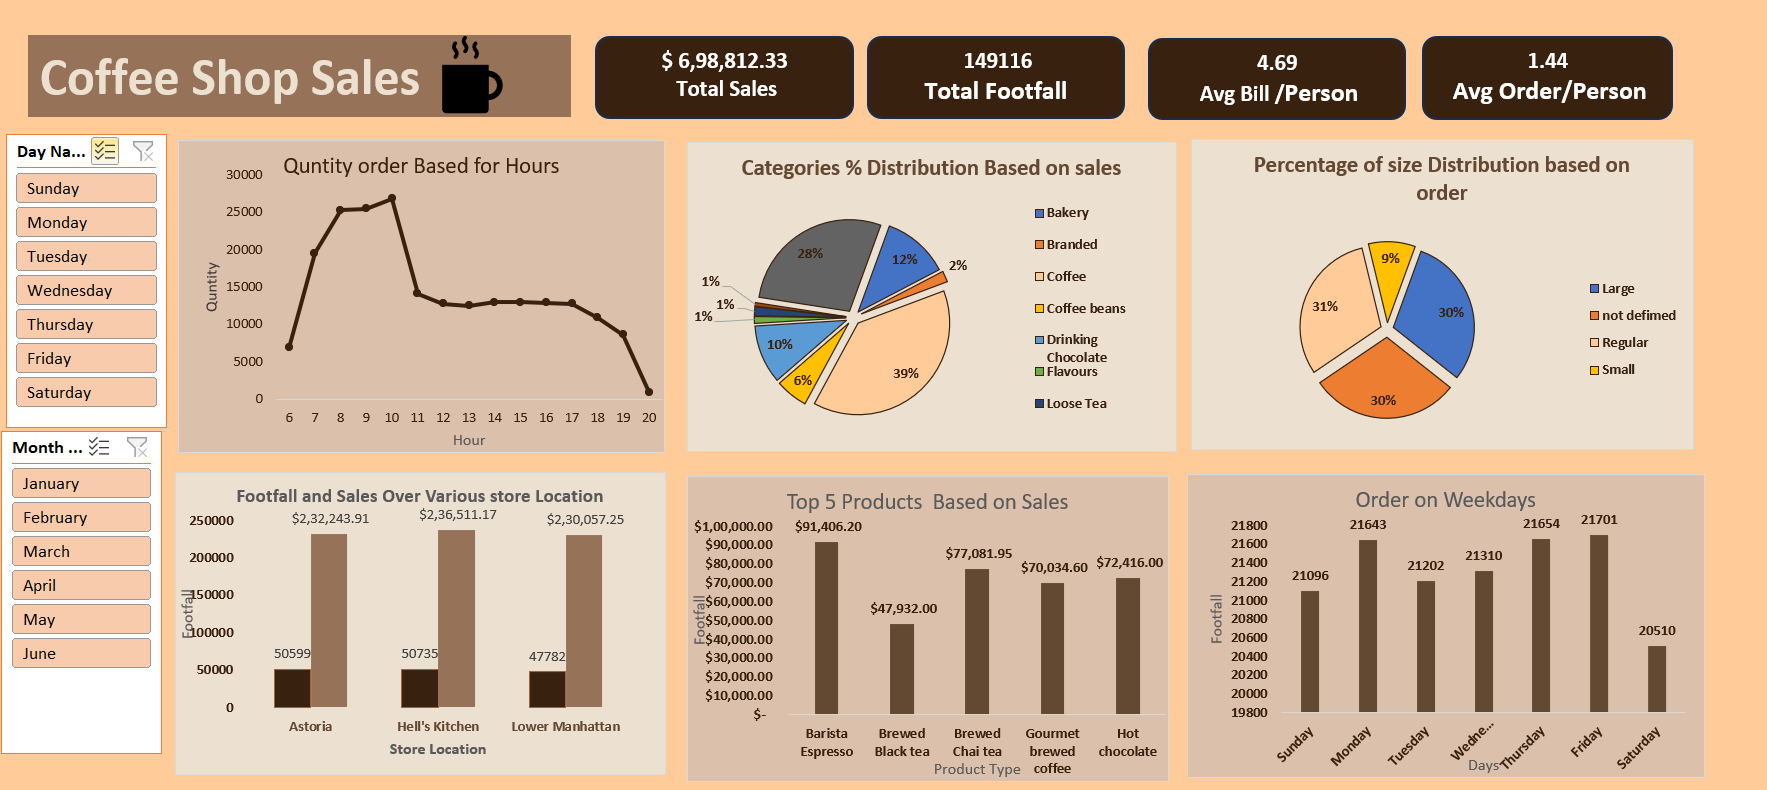 Coffee Shop Sales
$ 6,98,812.33
Total Sales
149116
Total Footfall
4.69
Avg Bill /Person
1.44
Avg Order/Person
Day Na...
Sunday
Monday
Tuesday
Wednesday
Thursday
Friday
Saturday
Month ...
January
February
March
April
May
June
Quntity order Based for Hours
30000
25000
20000
15000
10000
5000
0
Quntity
6 7 8 9 10 11 12 13 14 15 16 17 18 19 20
Hour
Categories % Distribution Based on sales
28%
12%
2%
1%
1%
1%
10%
6%
39%
Bakery
Branded
Coffee
Coffee beans
Drinking
Chocolate
Flavours
Loose Tea
Percentage of size Distribution based on
order
9%
31%
30%
30%
Large
not defimed
Regular
Small
Footfall and Sales Over Various store Location
250000
200000
150000
100000
50000
0
Footfall
$2,32,243.91 $2,36,511.17 $2,30,057.25
50599 50735 47782
Astoria Hell's Kitchen Lower Manhattan
Store Location
Top 5 Products Based on Sales
$1,00,000.00
$90,000.00
$80,000.00
$70,000.00
$60,000.00
$50,000.00
$40,000.00
$30,000.00
$20,000.00
$10,000.00
$-
Footfall
$91,406.20
$47,932.00
$77,081.95
$70,034.60
$72,416.00
Barista
Espresso
Brewed
Black tea
Brewed
Chai tea
Gourmet
brewed
coffee
Hot
chocolate
Product Type
Order on Weekdays
21800
21600
21400
21200
21000
20800
20600
20400
20200
20000
19800
Footfall
21096
21643
21202
21310
21654
21701
20510
Sunday
Monday
Tuesday
Wedne...
Thursday
Friday
Saturday
Days